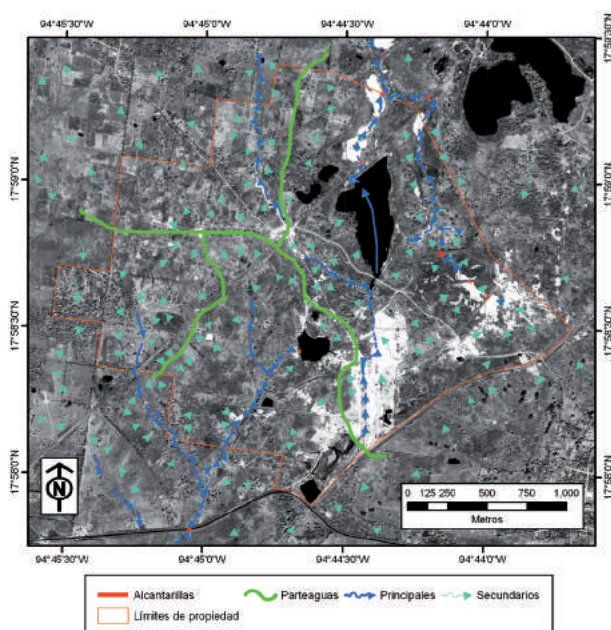 94°45'30"O 94°45'0"O 94°44'30"O 94°44'0"O
17°59'30"N
17°59'0"N 17°59'0"N
17°58'30"N 17°58'30"N
17°58'0"N 17°58'0"N
N
0 125 250 500 750 1,000
Metros
94°45'30"O 94°45'0"O 94°44'30"O 94°44'0"O
Alcantarillas Parteaguas Principales Secundarios
Límites de propiedad